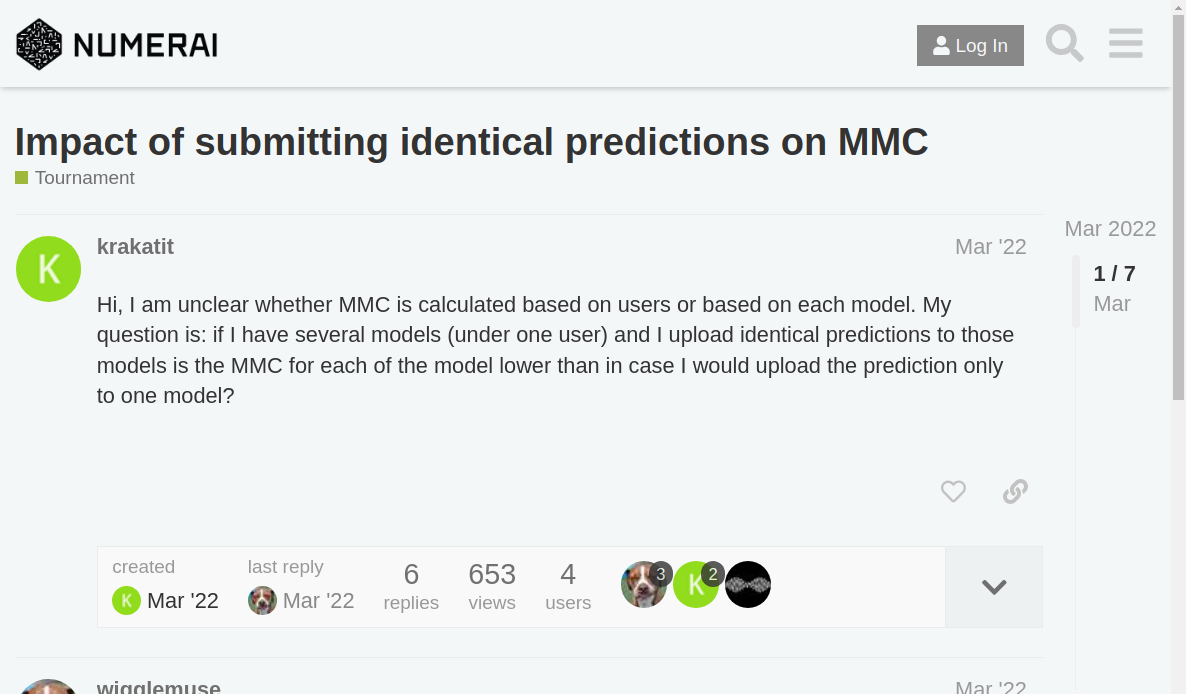 NUMERAI
Log In
Impact of submitting identical predictions on MMC
Tournament
krakatit
Mar '22
Hi, I am unclear whether MMC is calculated based on users or based on each model. My
question is: if I have several models (under one user) and I upload identical predictions to those
models is the MMC for each of the model lower than in case I would upload the prediction only
to one model?
Mar 2022
1 / 7
Mar
created
K Mar '22
last reply
Mar '22
6
replies
653
views
4
users
3
K 2
wigglemuse
Mar '22